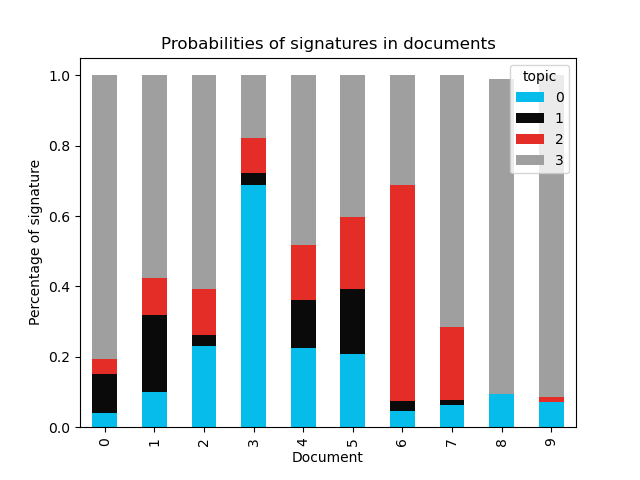 Probabilities of signatures in documents
topic
0
1
2
3
1.0
0.8
0.6
0.4
0.2
0.0
Percentage of signature
0 1 2 3 4 5 6 7 8 9
Document